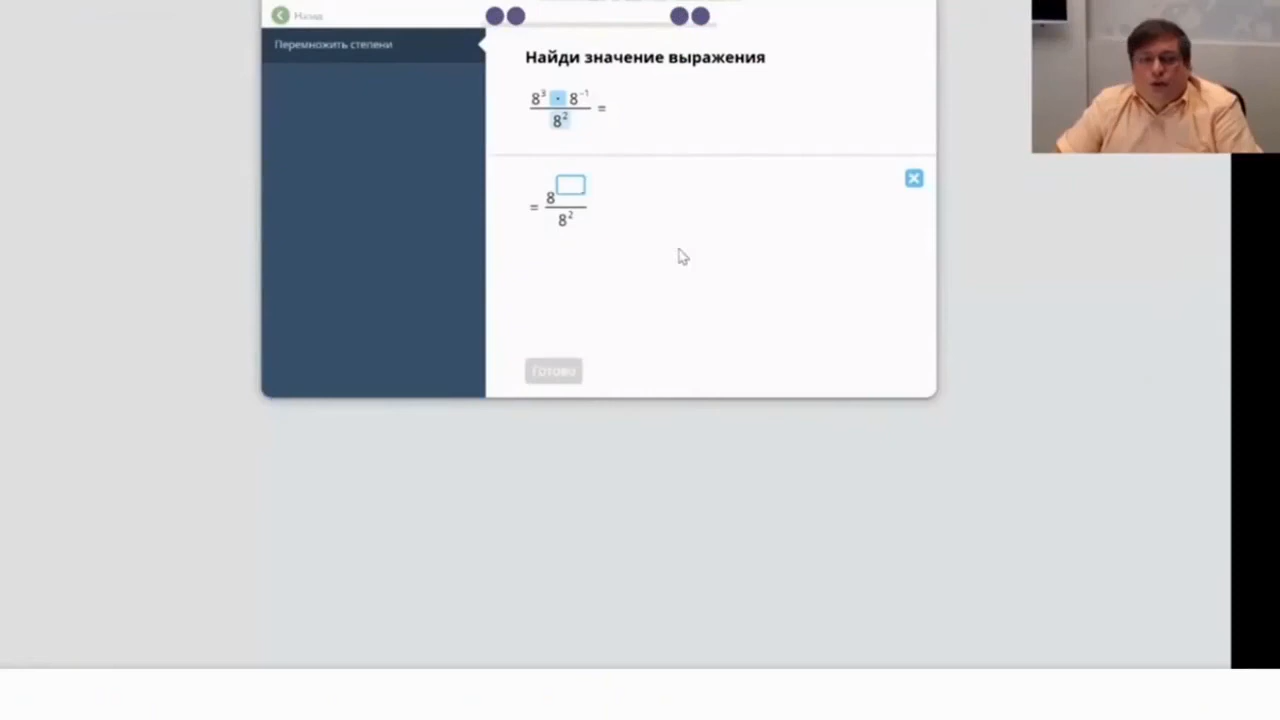 Назад
Перемножить степени
Найди значение выражения
8³ · 8⁻¹
8²
=
= 8
8²
Готово